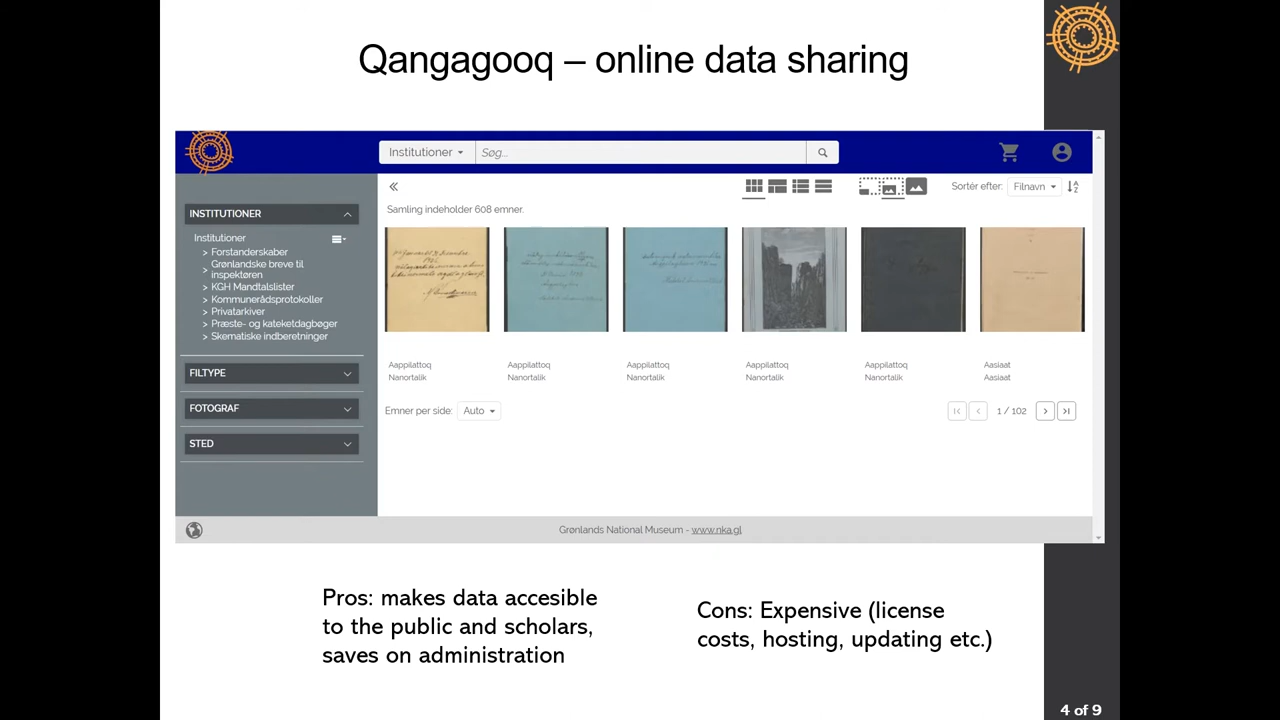 Qangagooq – online data sharing
Institutioner
Søg...
INSTITUTIONER
Institutioner
> Forstanderskaber
> Grønlandske breve til
inspektøren
> KGH Mandtalslister
> Kommunerådsprotokoller
> Privatarkiver
> Præste- og kateketdagbøger
> Skematiske indberetninger
FILTYPE
FOTOGRAF
STED
Sortér efter: Filnavn
Samling indeholder 608 emner.
Aappilattoq
Nanortalik
Aappilattoq
Nanortalik
Aappilattoq
Nanortalik
Aappilattoq
Nanortalik
Aappilattoq
Nanortalik
Aasiaat
Aasiaat
Emner per side: Auto
1 / 102
Grønlands National Museum - www.nka.gl
Pros: makes data accesible
to the public and scholars,
saves on administration
Cons: Expensive (license
costs, hosting, updating etc.)
4 of 9